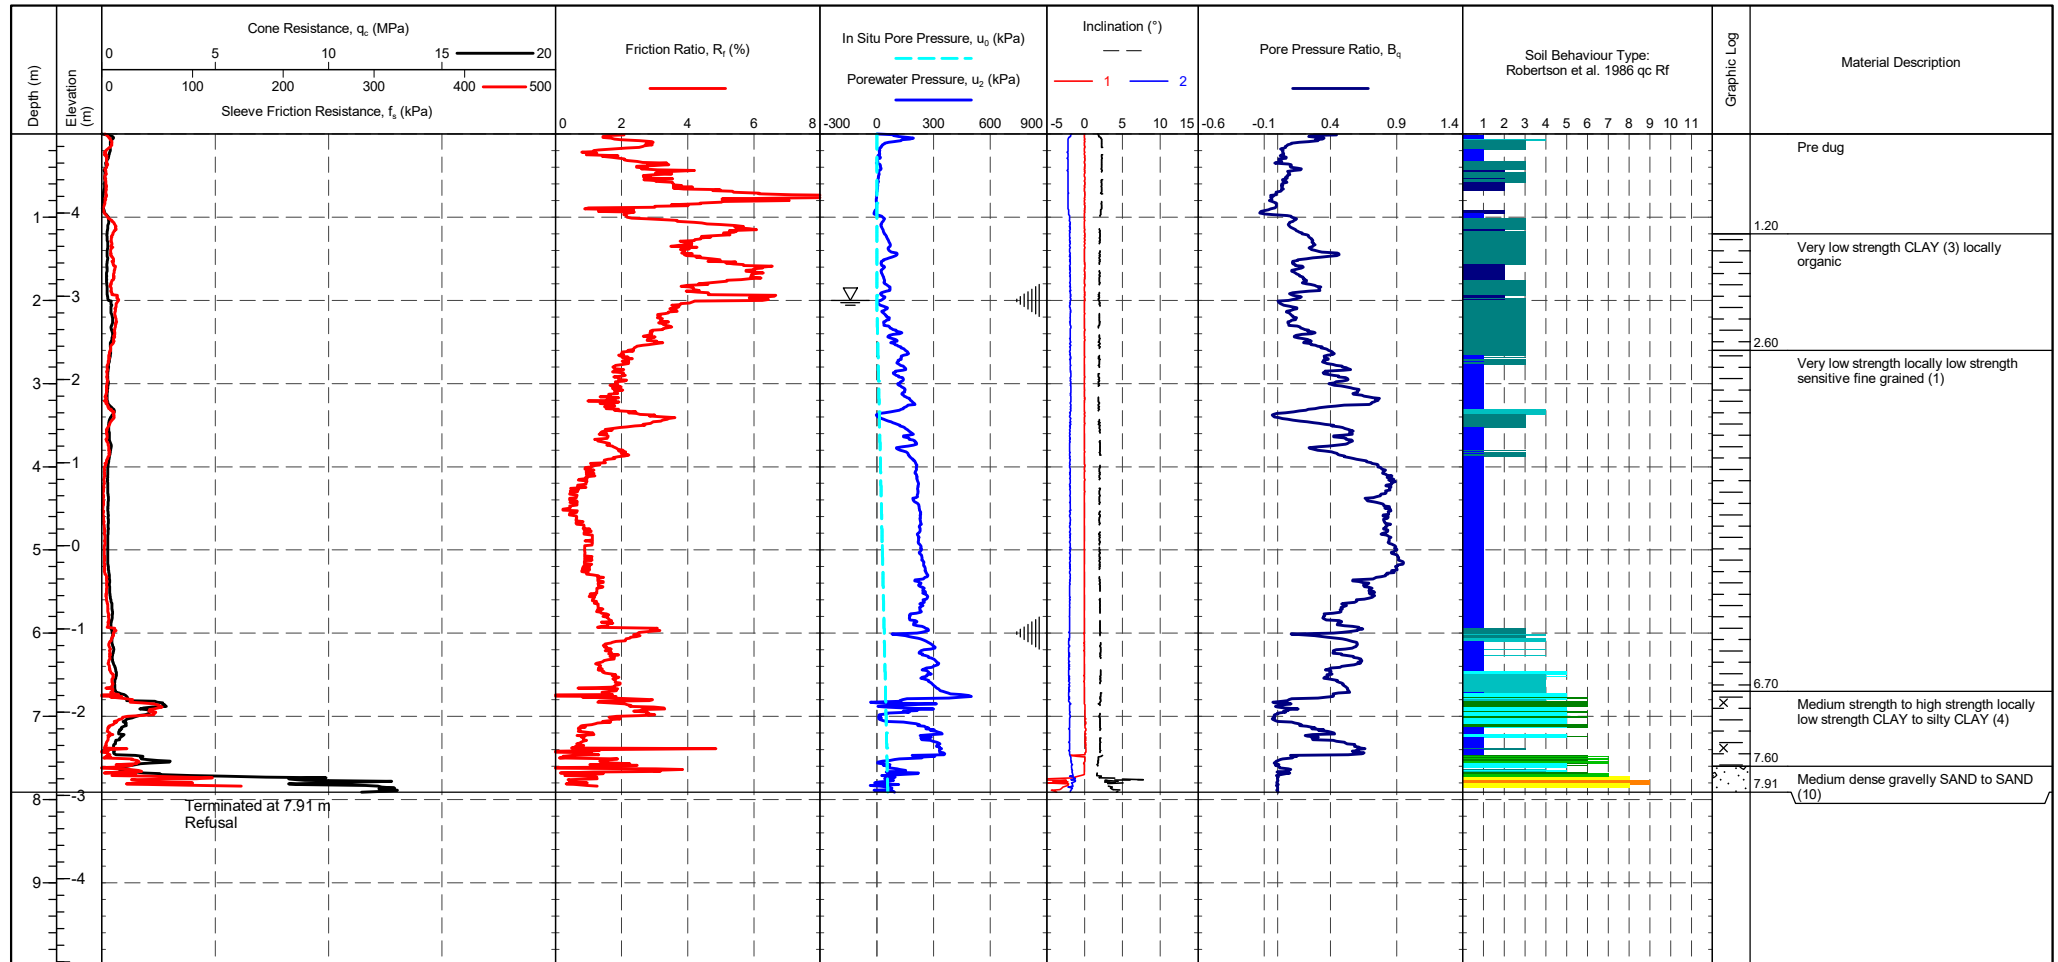 Depth (m)
Elevation (m)
Cone Resistance, qc (MPa)
0 5 10 15 20
100 200 300 400 500
Sleeve Friction Resistance, fs (kPa)
Friction Ratio, Rf (%)
0 2 4 6 8
In Situ Pore Pressure, u0 (kPa)
Porewater Pressure, u2 (kPa)
-300 0 300 600 900
Inclination (°)
1 2
-5 0 5 10 15
Pore Pressure Ratio, Bq
-0.6 -0.1 0.4 0.9 1.4
Soil Behaviour Type:
Robertson et al. 1986 qc Rf
1 2 3 4 5 6 7 8 9 10 11
Graphic Log
Material Description
Pre dug
1 -4
1.20
Very low strength CLAY (3) locally
organic
2 -3
2.60
Very low strength locally low strength
sensitive fine grained (1)
3 -2
4 -1
5 -0
6 -1
6.70
Medium strength to high strength locally
low strength CLAY to silty CLAY (4)
7 -2
7.60
Medium dense gravelly SAND to SAND
(10)
7.91
8 -3
Terminated at 7.91 m
Refusal
9 -4